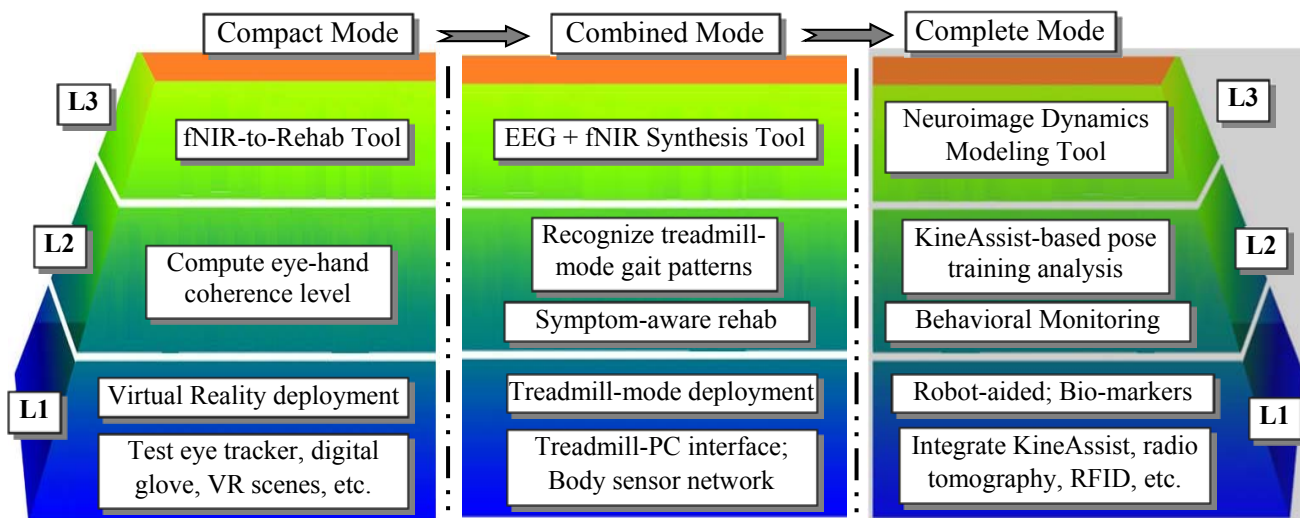 Compact Mode
Combined Mode
Complete Mode
L3
fNIR-to-Rehab Tool
EEG + fNIR Synthesis Tool
Neuroimage Dynamics
Modeling Tool
L3
L2
Compute eye-hand
coherence level
Recognize treadmill-
mode gait patterns
Symptom-aware rehab
KineAssist-based pose
training analysis
Behavioral Monitoring
L2
L1
Virtual Reality deployment
Test eye tracker, digital
glove, VR scenes, etc.
Treadmill-mode deployment
Treadmill-PC interface;
Body sensor network
Robot-aided; Bio-markers
Integrate KineAssist, radio
tomography, RFID, etc.
L1